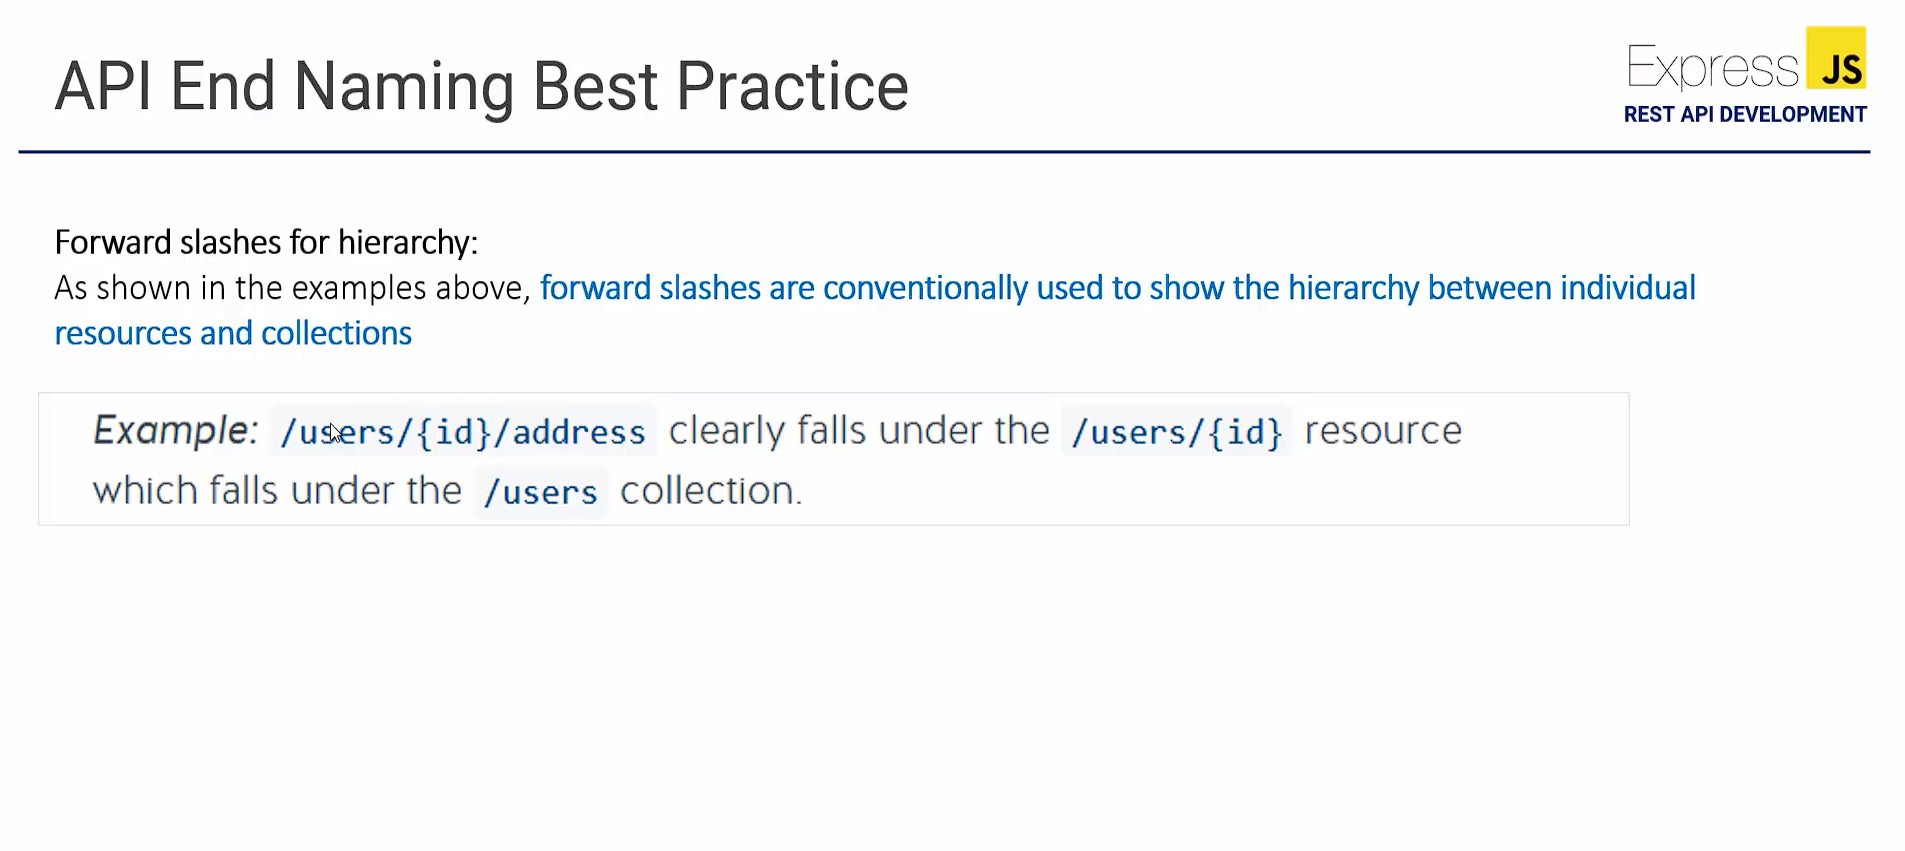 API End Naming Best Practice
Express JS
REST API DEVELOPMENT
Forward slashes for hierarchy:
As shown in the examples above, forward slashes are conventionally used to show the hierarchy between individual
resources and collections
Example: /users/{id}/address clearly falls under the /users/{id} resource
which falls under the /users collection.